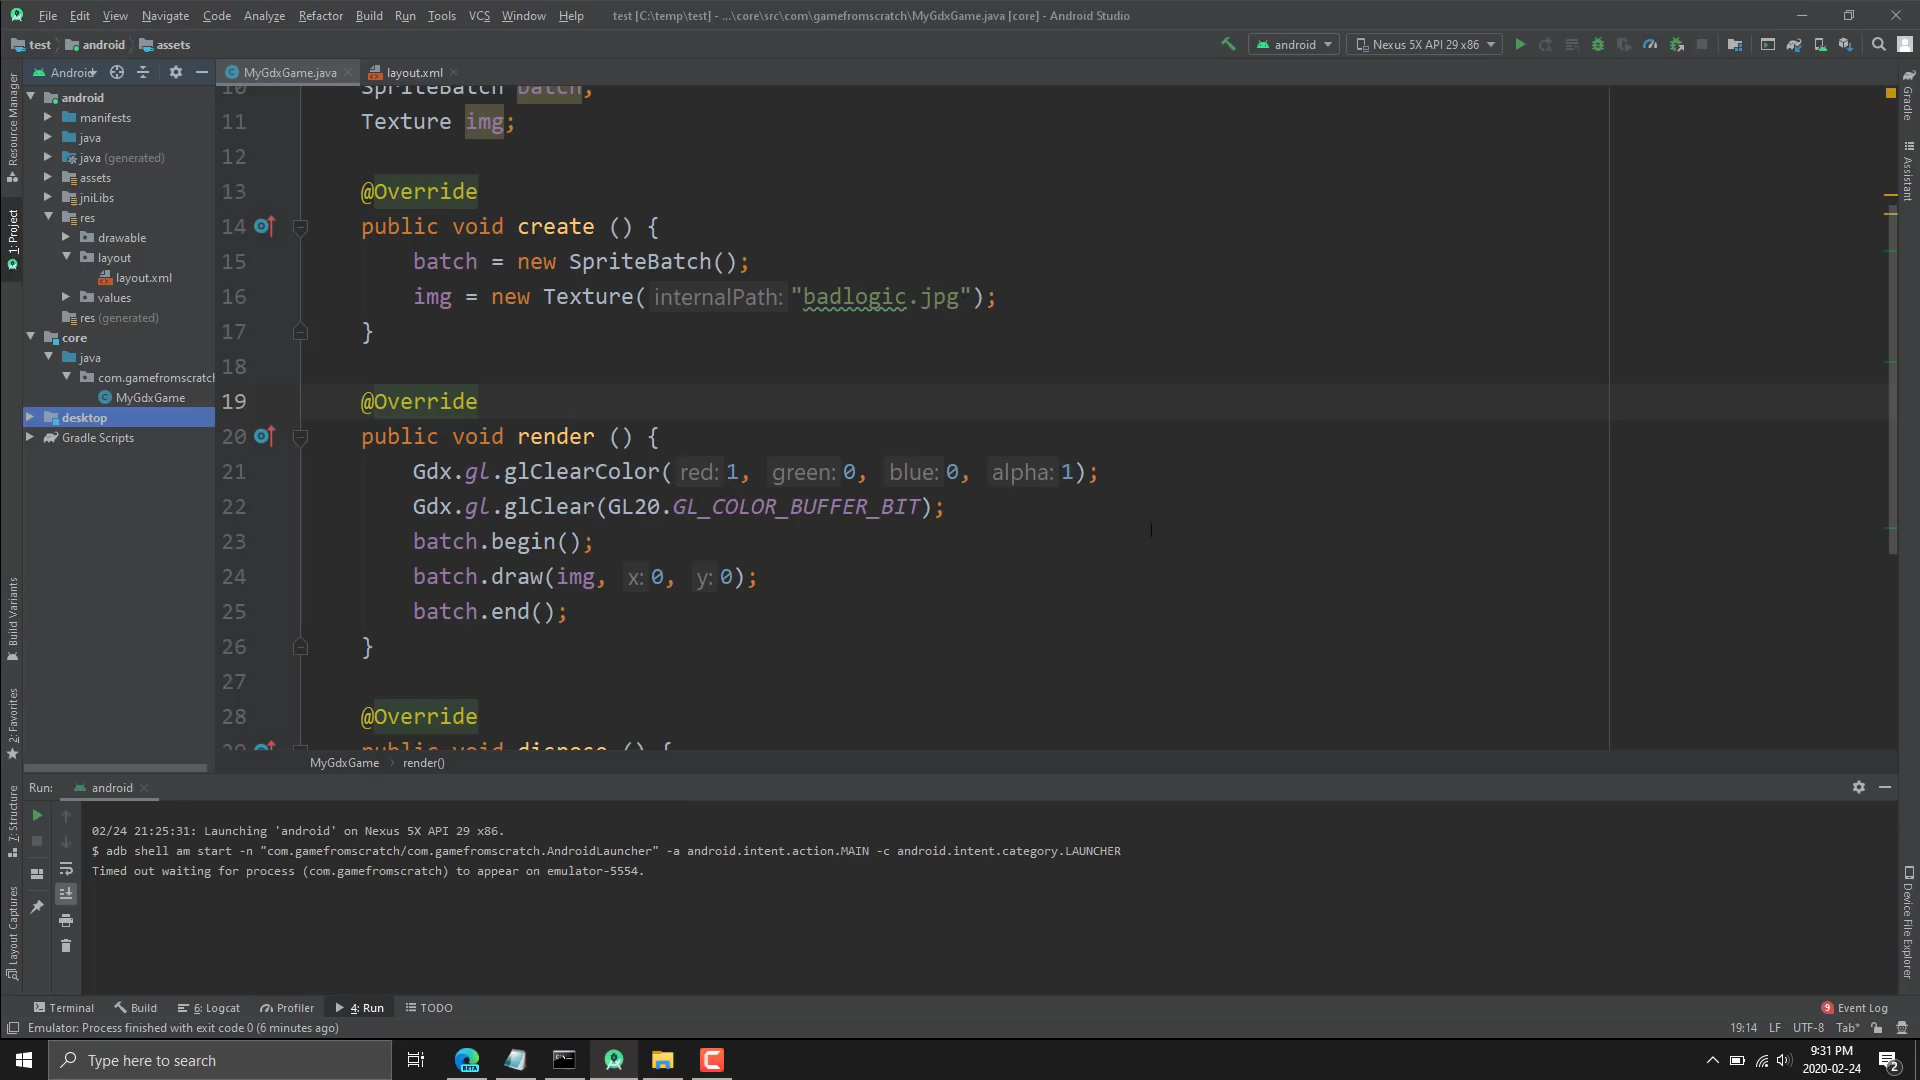 File Edit View Navigate Code Analyze Refactor Build Run Tools VCS Window Help test [C:\temp\test] - ...\core\src\com\gamefromscratch\MyGdxGame.java [core] - Android Studio
test android assets android Nexus 5X API 29 x86
Android MyGdxGame.java layout.xml
android
manifests
java
java (generated)
assets
jniLibs
res
drawable
layout
layout.xml
values
res (generated)
core
java
com.gamefromscratch
MyGdxGame
desktop
Gradle Scripts
Resource Manager
1: Project
Build Variants
2: Favorites
7: Structure
Layout Captures
10 SpriteBatch batch;
11 Texture img;
12
13 @Override
14 public void create () {
15 batch = new SpriteBatch();
16 img = new Texture( internalPath: "badlogic.jpg");
17 }
18
19 @Override
20 public void render () {
21 Gdx.gl.glClearColor( red: 1, green: 0, blue: 0, alpha: 1);
22 Gdx.gl.glClear(GL20.GL_COLOR_BUFFER_BIT);
23 batch.begin();
24 batch.draw(img, x: 0, y: 0);
25 batch.end();
26 }
27
28 @Override
29 public void dispose () {
MyGdxGame › render()
Gradle
Assistant
Device File Explorer
Run: android
02/24 21:25:31: Launching 'android' on Nexus 5X API 29 x86.
$ adb shell am start -n "com.gamefromscratch/com.gamefromscratch.AndroidLauncher" -a android.intent.action.MAIN -c android.intent.category.LAUNCHER
Timed out waiting for process (com.gamefromscratch) to appear on emulator-5554.
Terminal Build 6: Logcat Profiler 4: Run TODO 9 Event Log
Emulator: Process finished with exit code 0 (6 minutes ago) 19:14 LF UTF-8 Tab*
Type here to search BETA 9:31 PM
2020-02-24 2